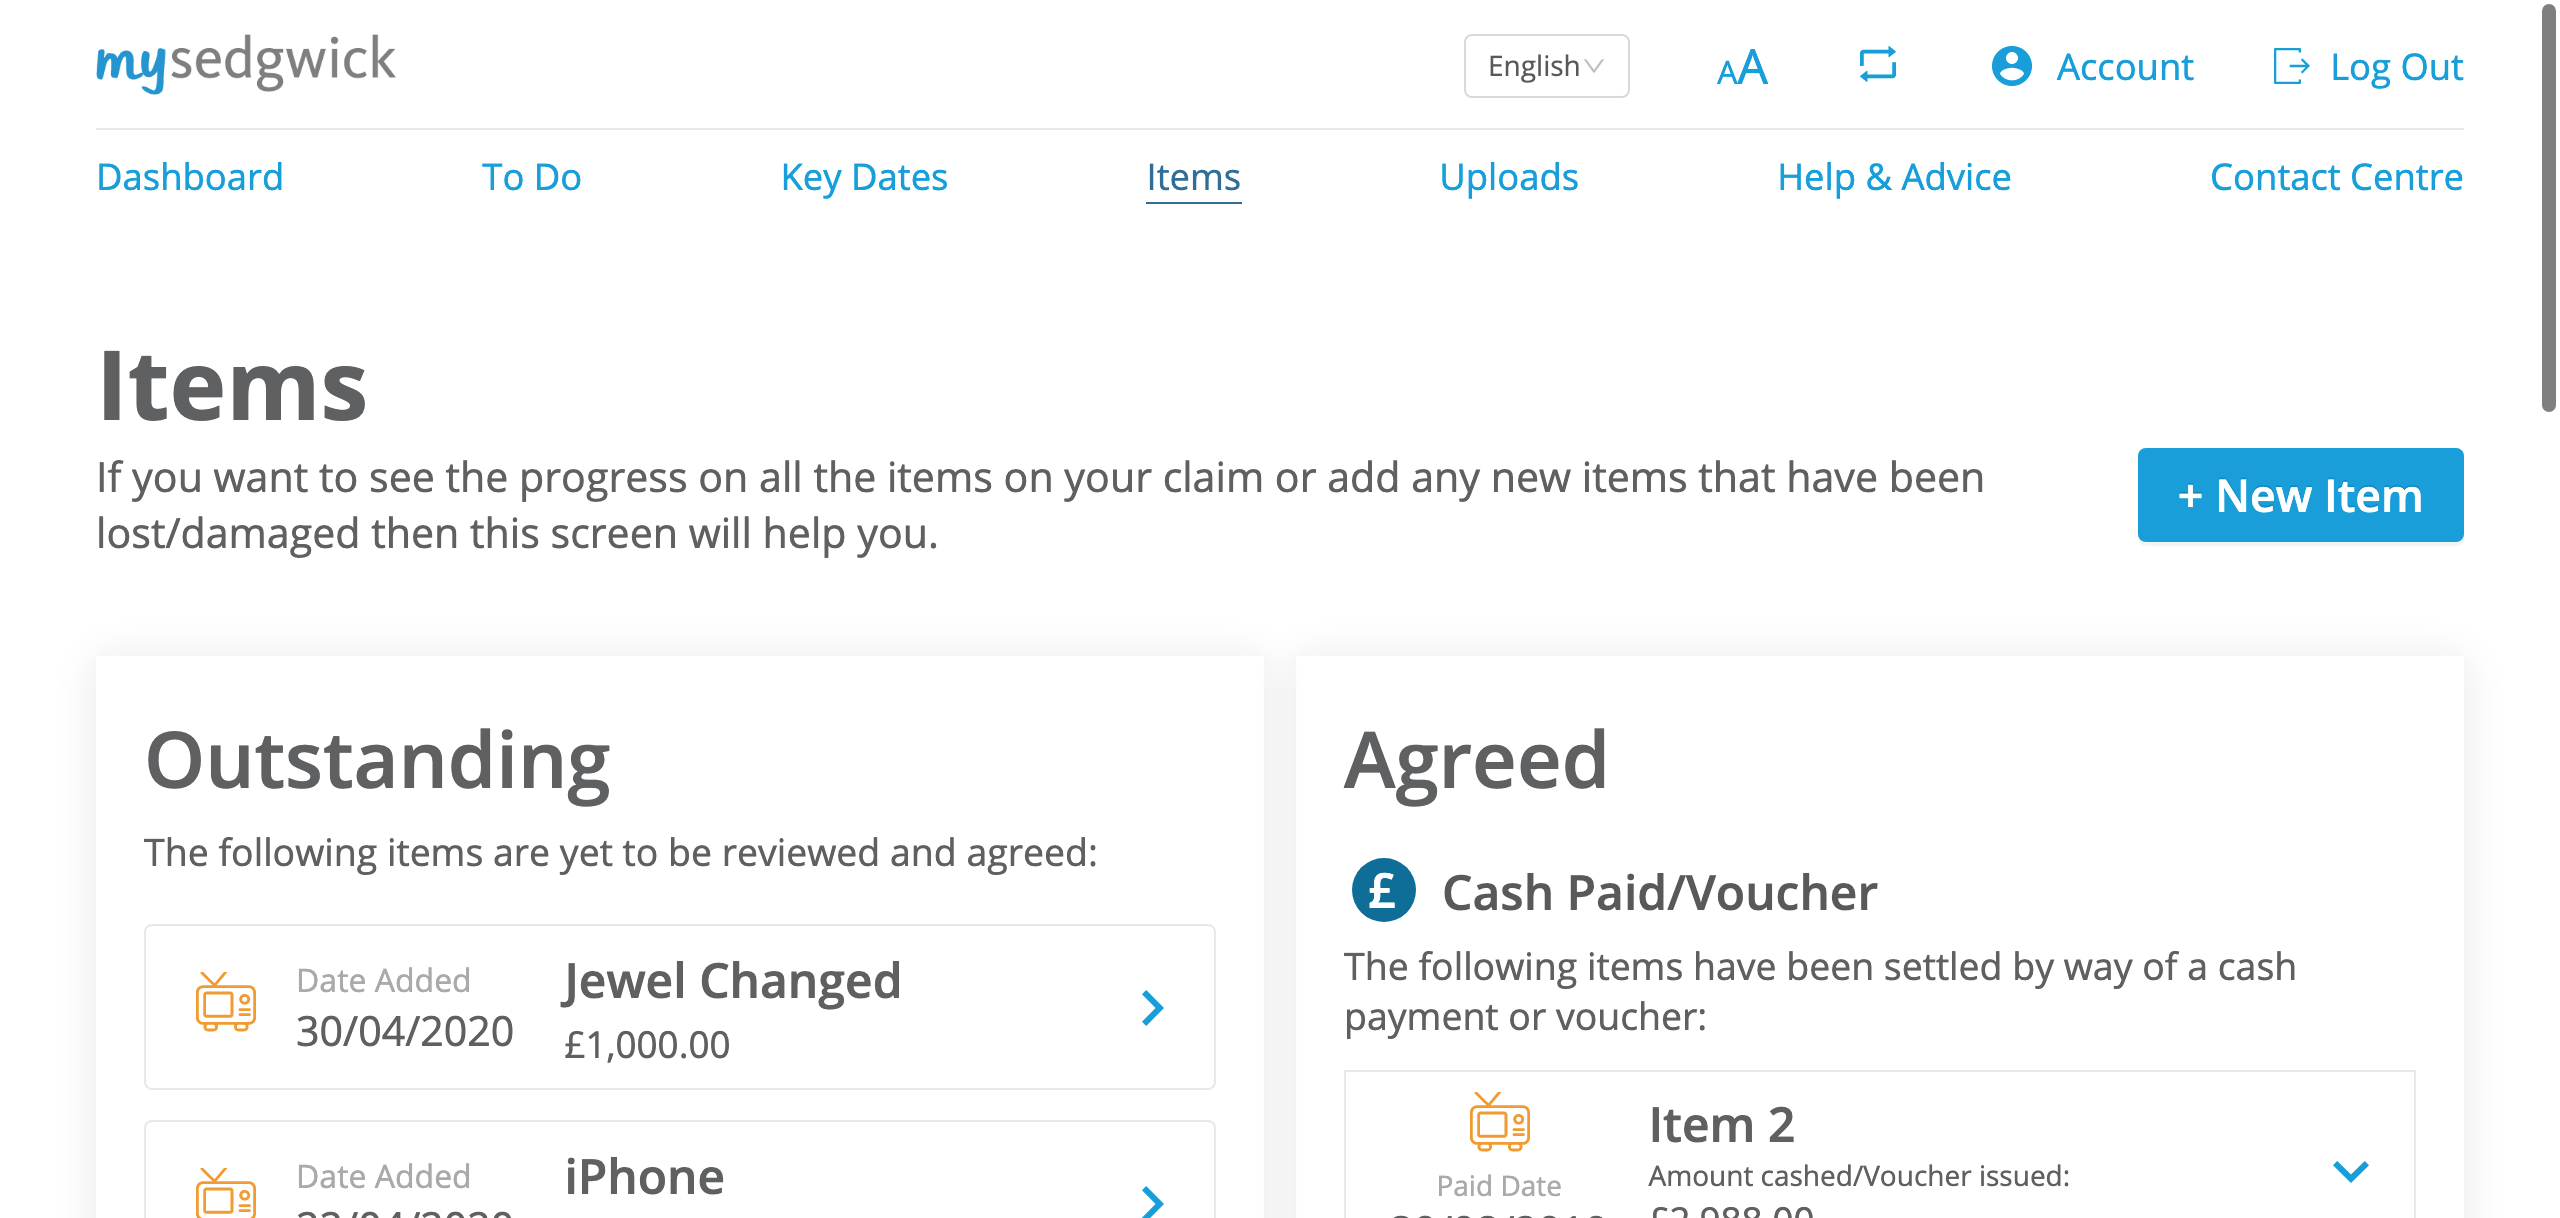 mysedgwick
English
AA
Account
Log Out
Dashboard
To Do
Key Dates
Items
Uploads
Help & Advice
Contact Centre
Items
If you want to see the progress on all the items on your claim or add any new items that have been
lost/damaged then this screen will help you.
+ New Item
Outstanding
The following items are yet to be reviewed and agreed:
Date Added
30/04/2020
Jewel Changed
£1,000.00
Date Added
iPhone
Agreed
£ Cash Paid/Voucher
The following items have been settled by way of a cash
payment or voucher:
Paid Date
Item 2
Amount cashed/Voucher issued:
£2,988.00